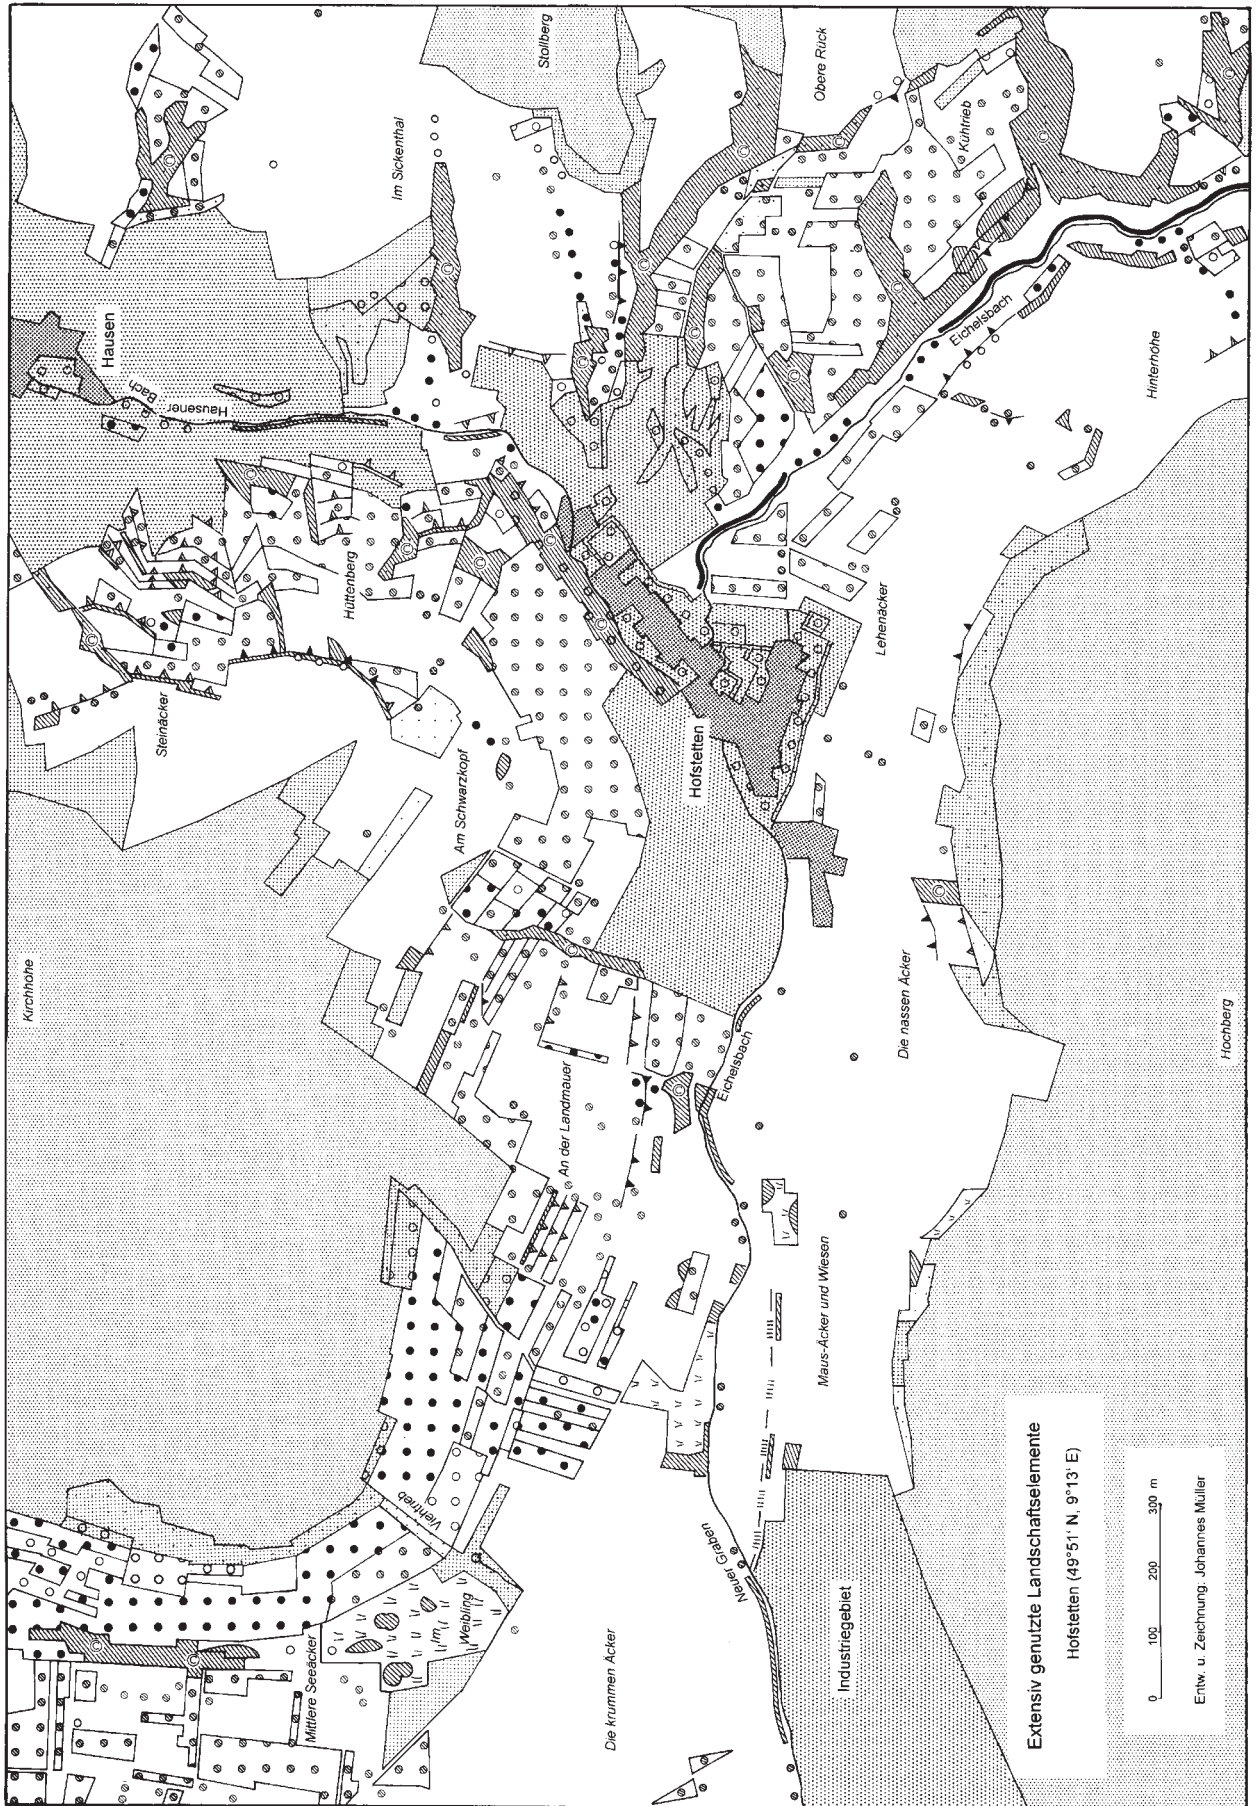 Kirchhöhe
Steinäcker
Hüttenberg
Hausener
Bach
Hausen
Im Sickenthal
Stollberg
Obere Rück
Kühtrieb
Am Schwarzkopf
An der Landmauer
Viehtrieb
Im
Weibling
Mittlere Seeäcker
Hofstetten
Eichelsbach
Eichelsbach
Neuer Graben
Die krummen Äcker
Industriegebiet
Maus-Äcker und Wiesen
Die nassen Äcker
Lehenäcker
Hinterhöhe
Hochberg
Extensiv genutzte Landschaftselemente
Hofstetten (49°51' N, 9°13' E)
0 100 200 300 m
Entw. u. Zeichnung: Johannes Müller